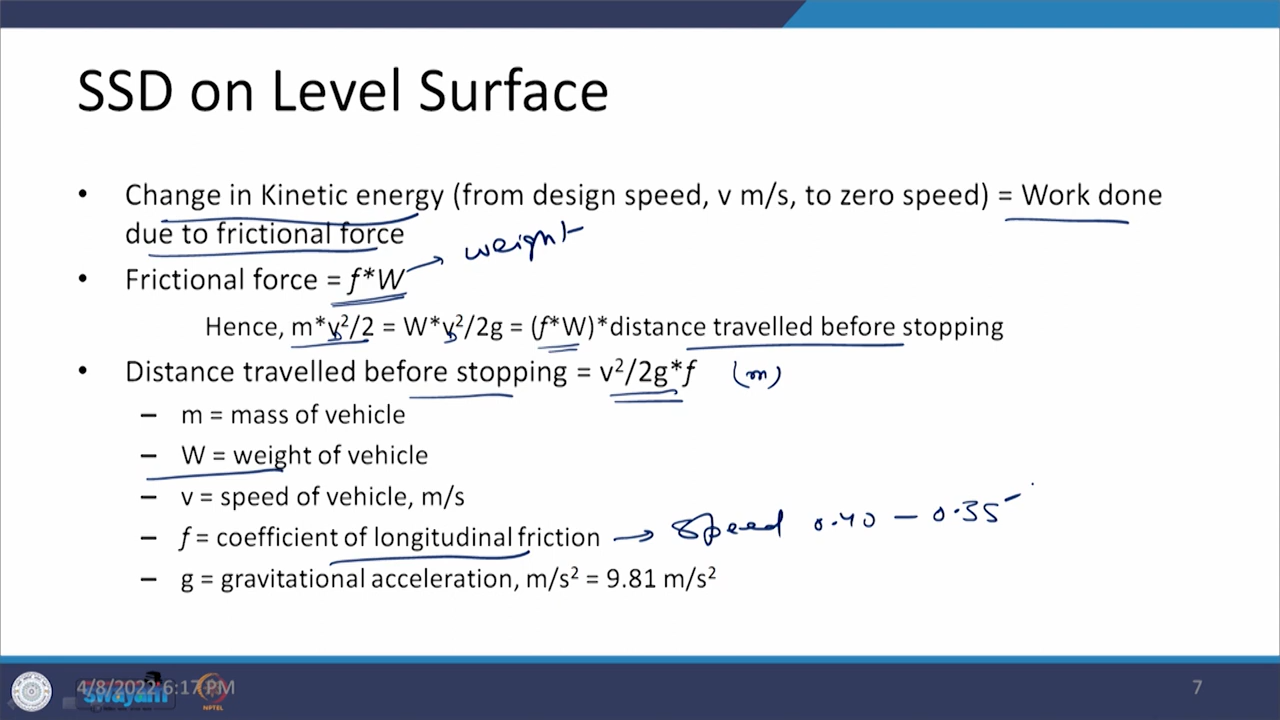 SSD on Level Surface
• Change in Kinetic energy (from design speed, v m/s, to zero speed) = Work done
due to frictional force
weight
• Frictional force = f*W
Hence, m*v²/2 = W*v²/2g = (f*W)*distance travelled before stopping
• Distance travelled before stopping = v²/2g*f (m)
– m = mass of vehicle
– W = weight of vehicle
– v = speed of vehicle, m/s
– f = coefficient of longitudinal friction → Speed 0.40 – 0.35
– g = gravitational acceleration, m/s² = 9.81 m/s²
4/8/2022 6:17 PM
swayam
NPTEL
7